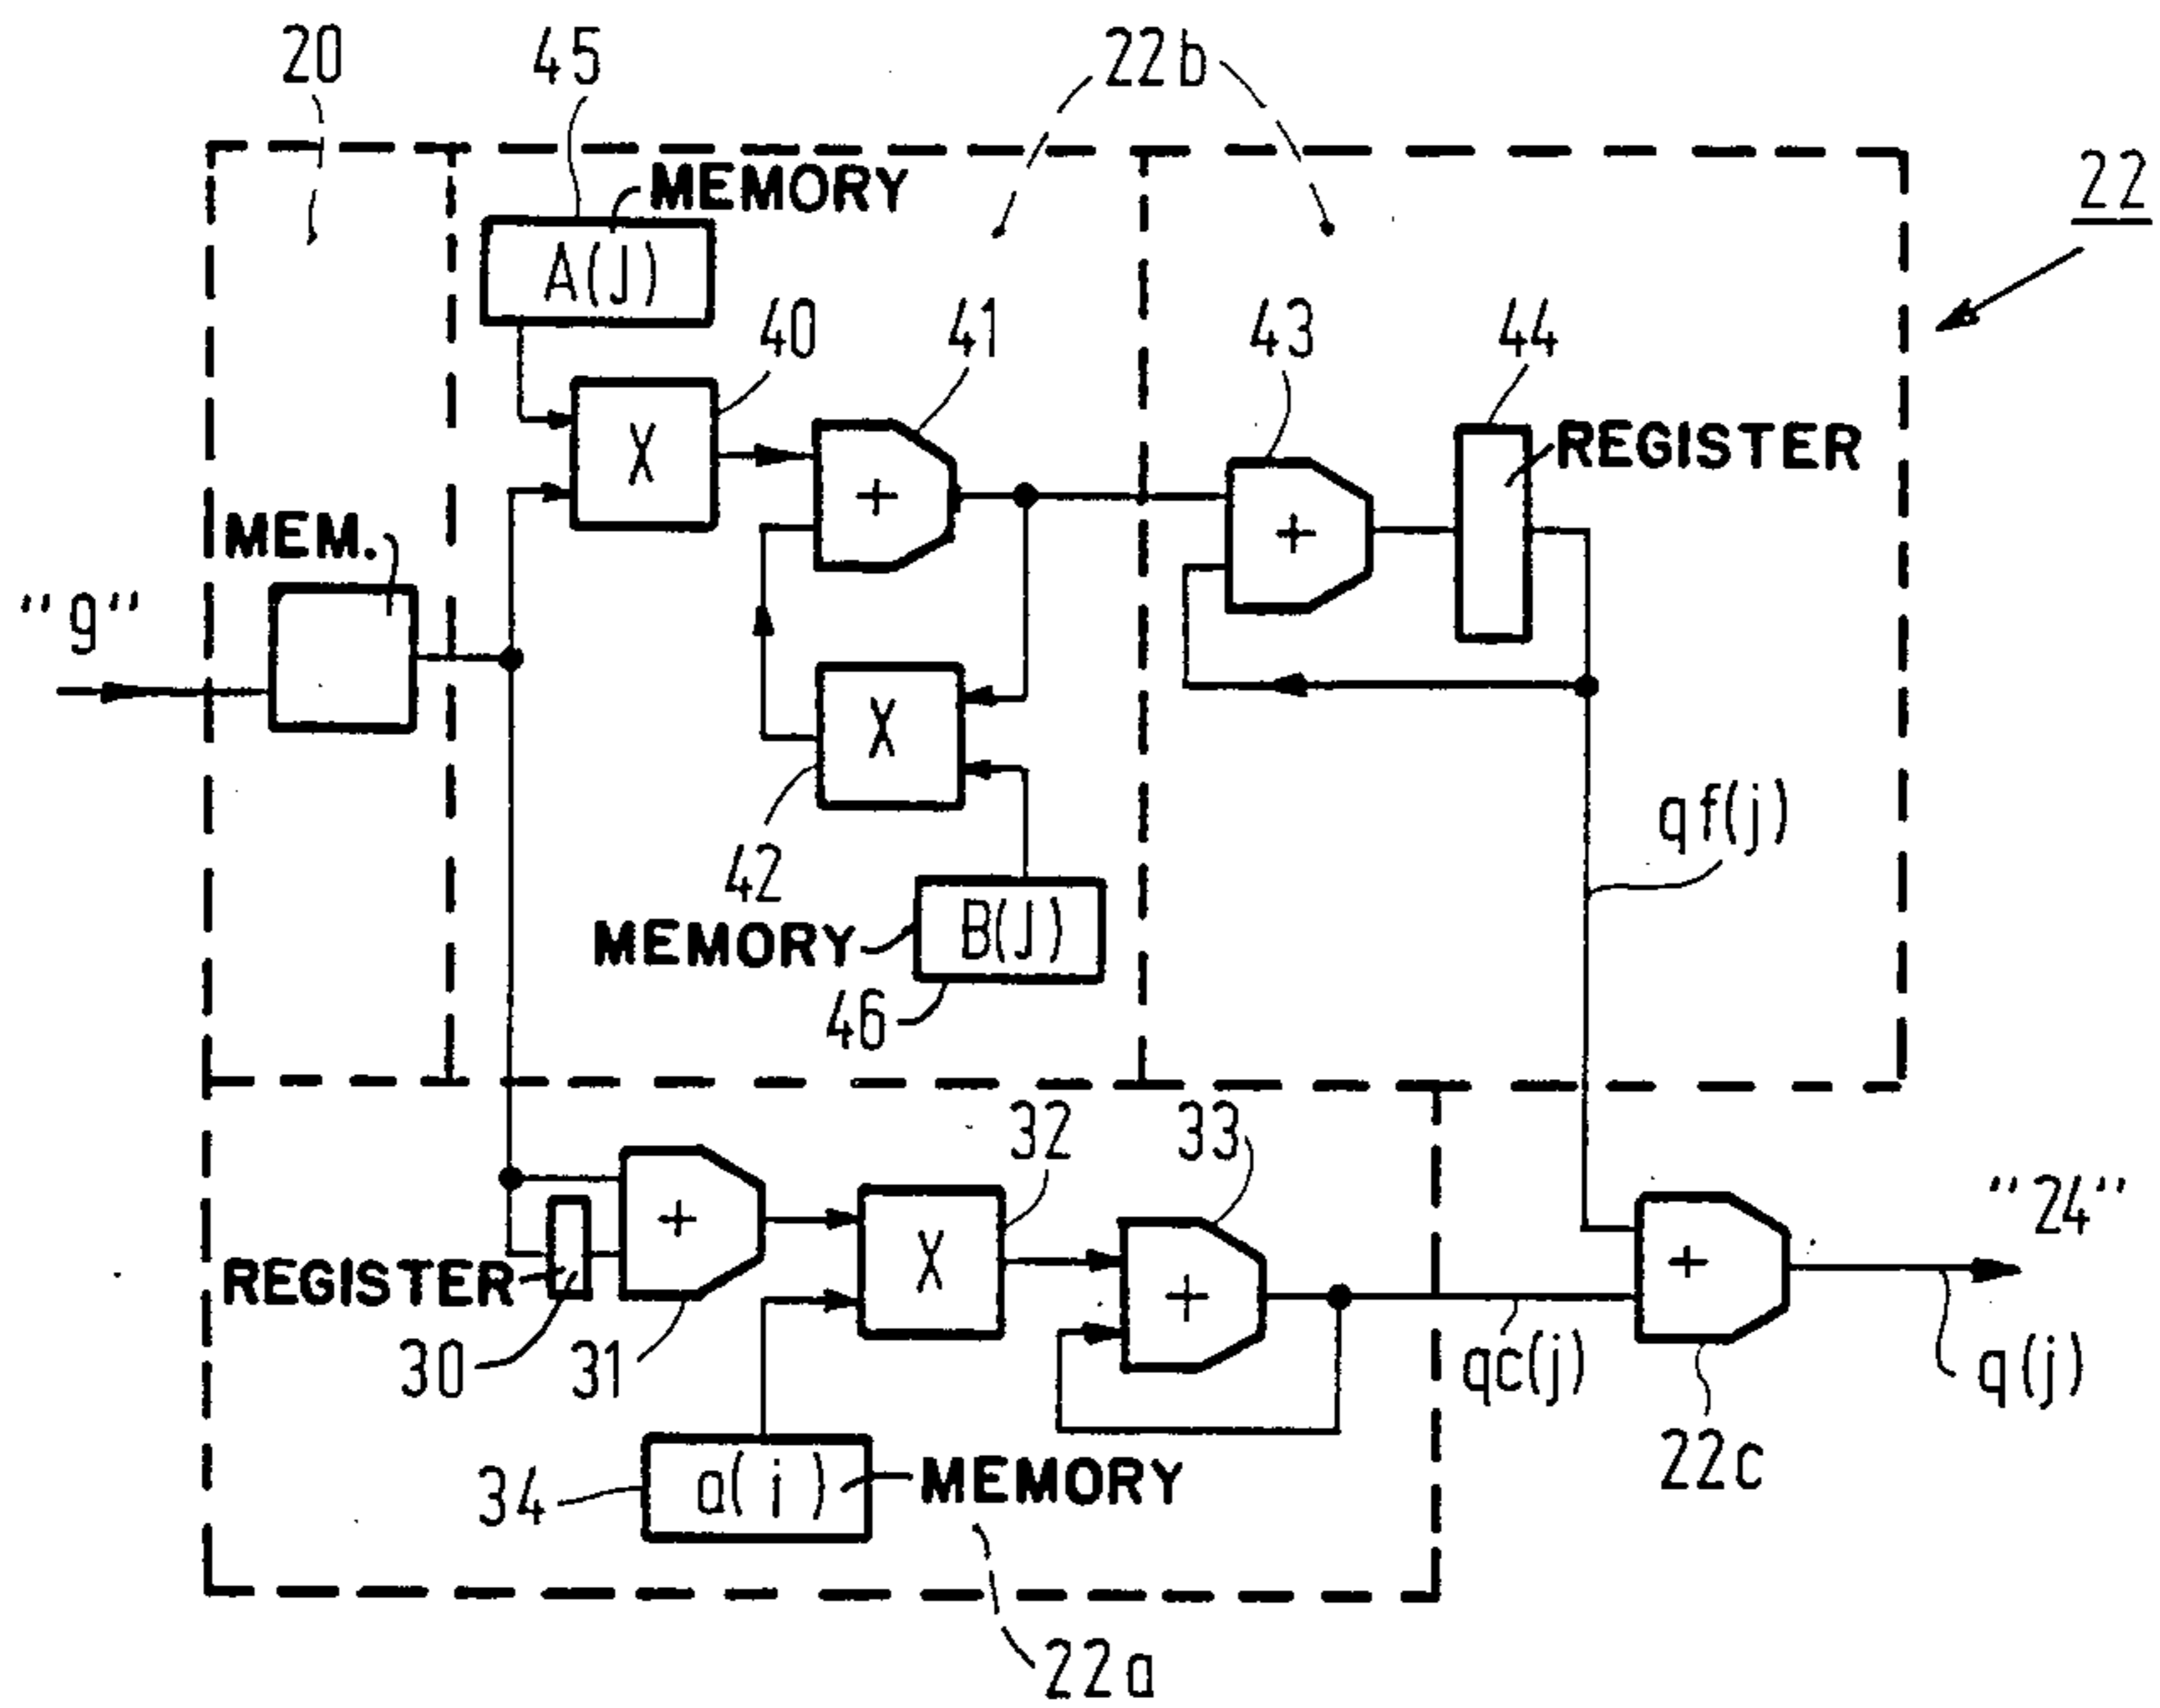 20
45
22b
22
MEMORY
A(J)
40
41
43
44
X
+
REGISTER
+
MEM.
"9"
X
42
qf(j)
MEMORY
B(J)
46
32
33
"24"
+
X
+
+
REGISTER
30
31
qc(j)
q(j)
34
a(i)
MEMORY
22c
22a